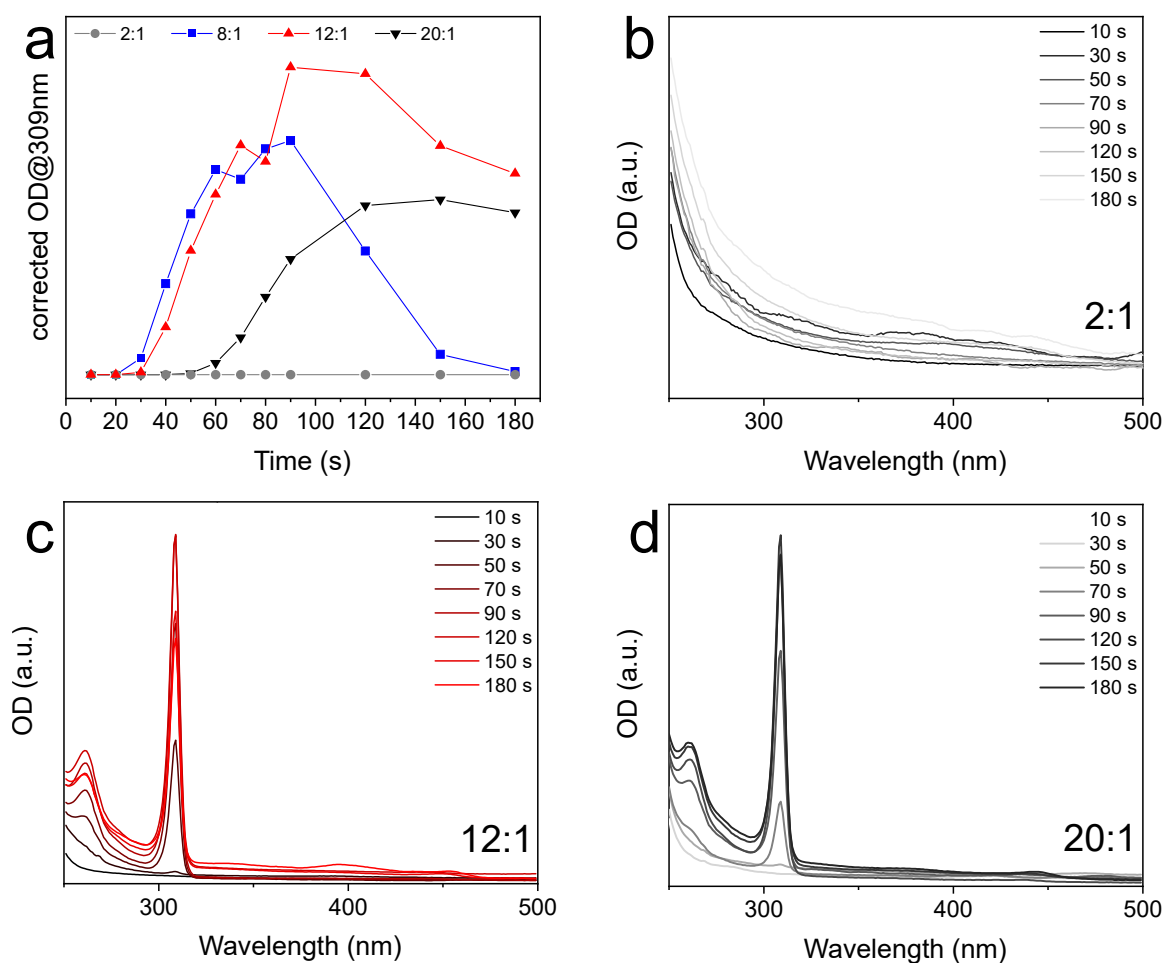 a
2:1 8:1 12:1 20:1
corrected OD@309nm
0 20 40 60 80 100 120 140 160 180
Time (s)
b
10 s
30 s
50 s
70 s
90 s
120 s
150 s
180 s
OD (a.u.)
2:1
300 400 500
Wavelength (nm)
c
10 s
30 s
50 s
70 s
90 s
120 s
150 s
180 s
OD (a.u.)
12:1
300 400 500
Wavelength (nm)
d
10 s
30 s
50 s
70 s
90 s
120 s
150 s
180 s
OD (a.u.)
20:1
300 400 500
Wavelength (nm)